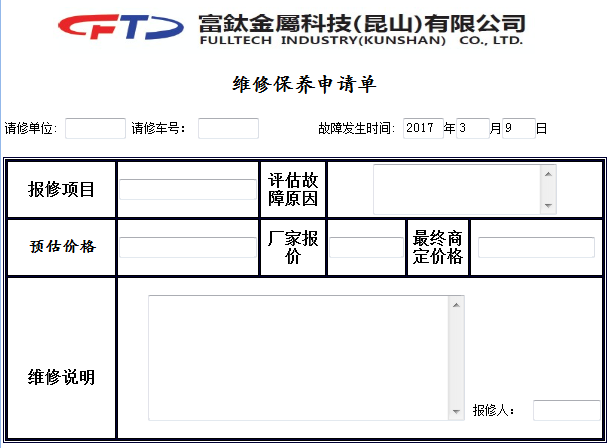 FT
富鈦金屬科技(昆山)有限公司
FULLTECH INDUSTRY(KUNSHAN) CO., LTD.
维修保养申请单
请修单位: 请修车号: 故障发生时间: 2017 年 3 月 9 日
报修项目 评估故障原因
预估价格 厂家报价 最终商定价格
维修说明
报修人: